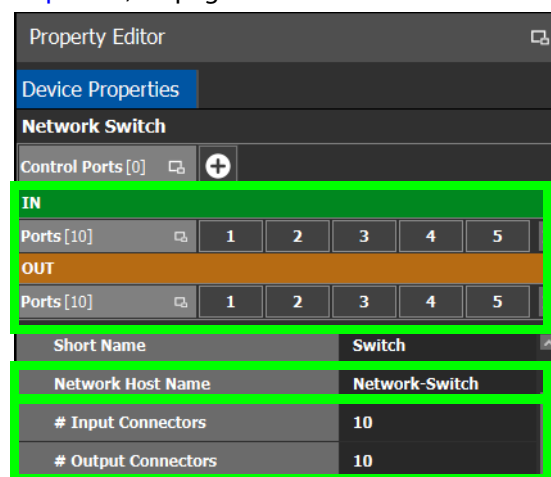 Property Editor
Device Properties
Network Switch
Control Ports [0]
IN
Ports [10] 1 2 3 4 5
OUT
Ports [10] 1 2 3 4 5
Short Name Switch
Network Host Name Network-Switch
# Input Connectors 10
# Output Connectors 10